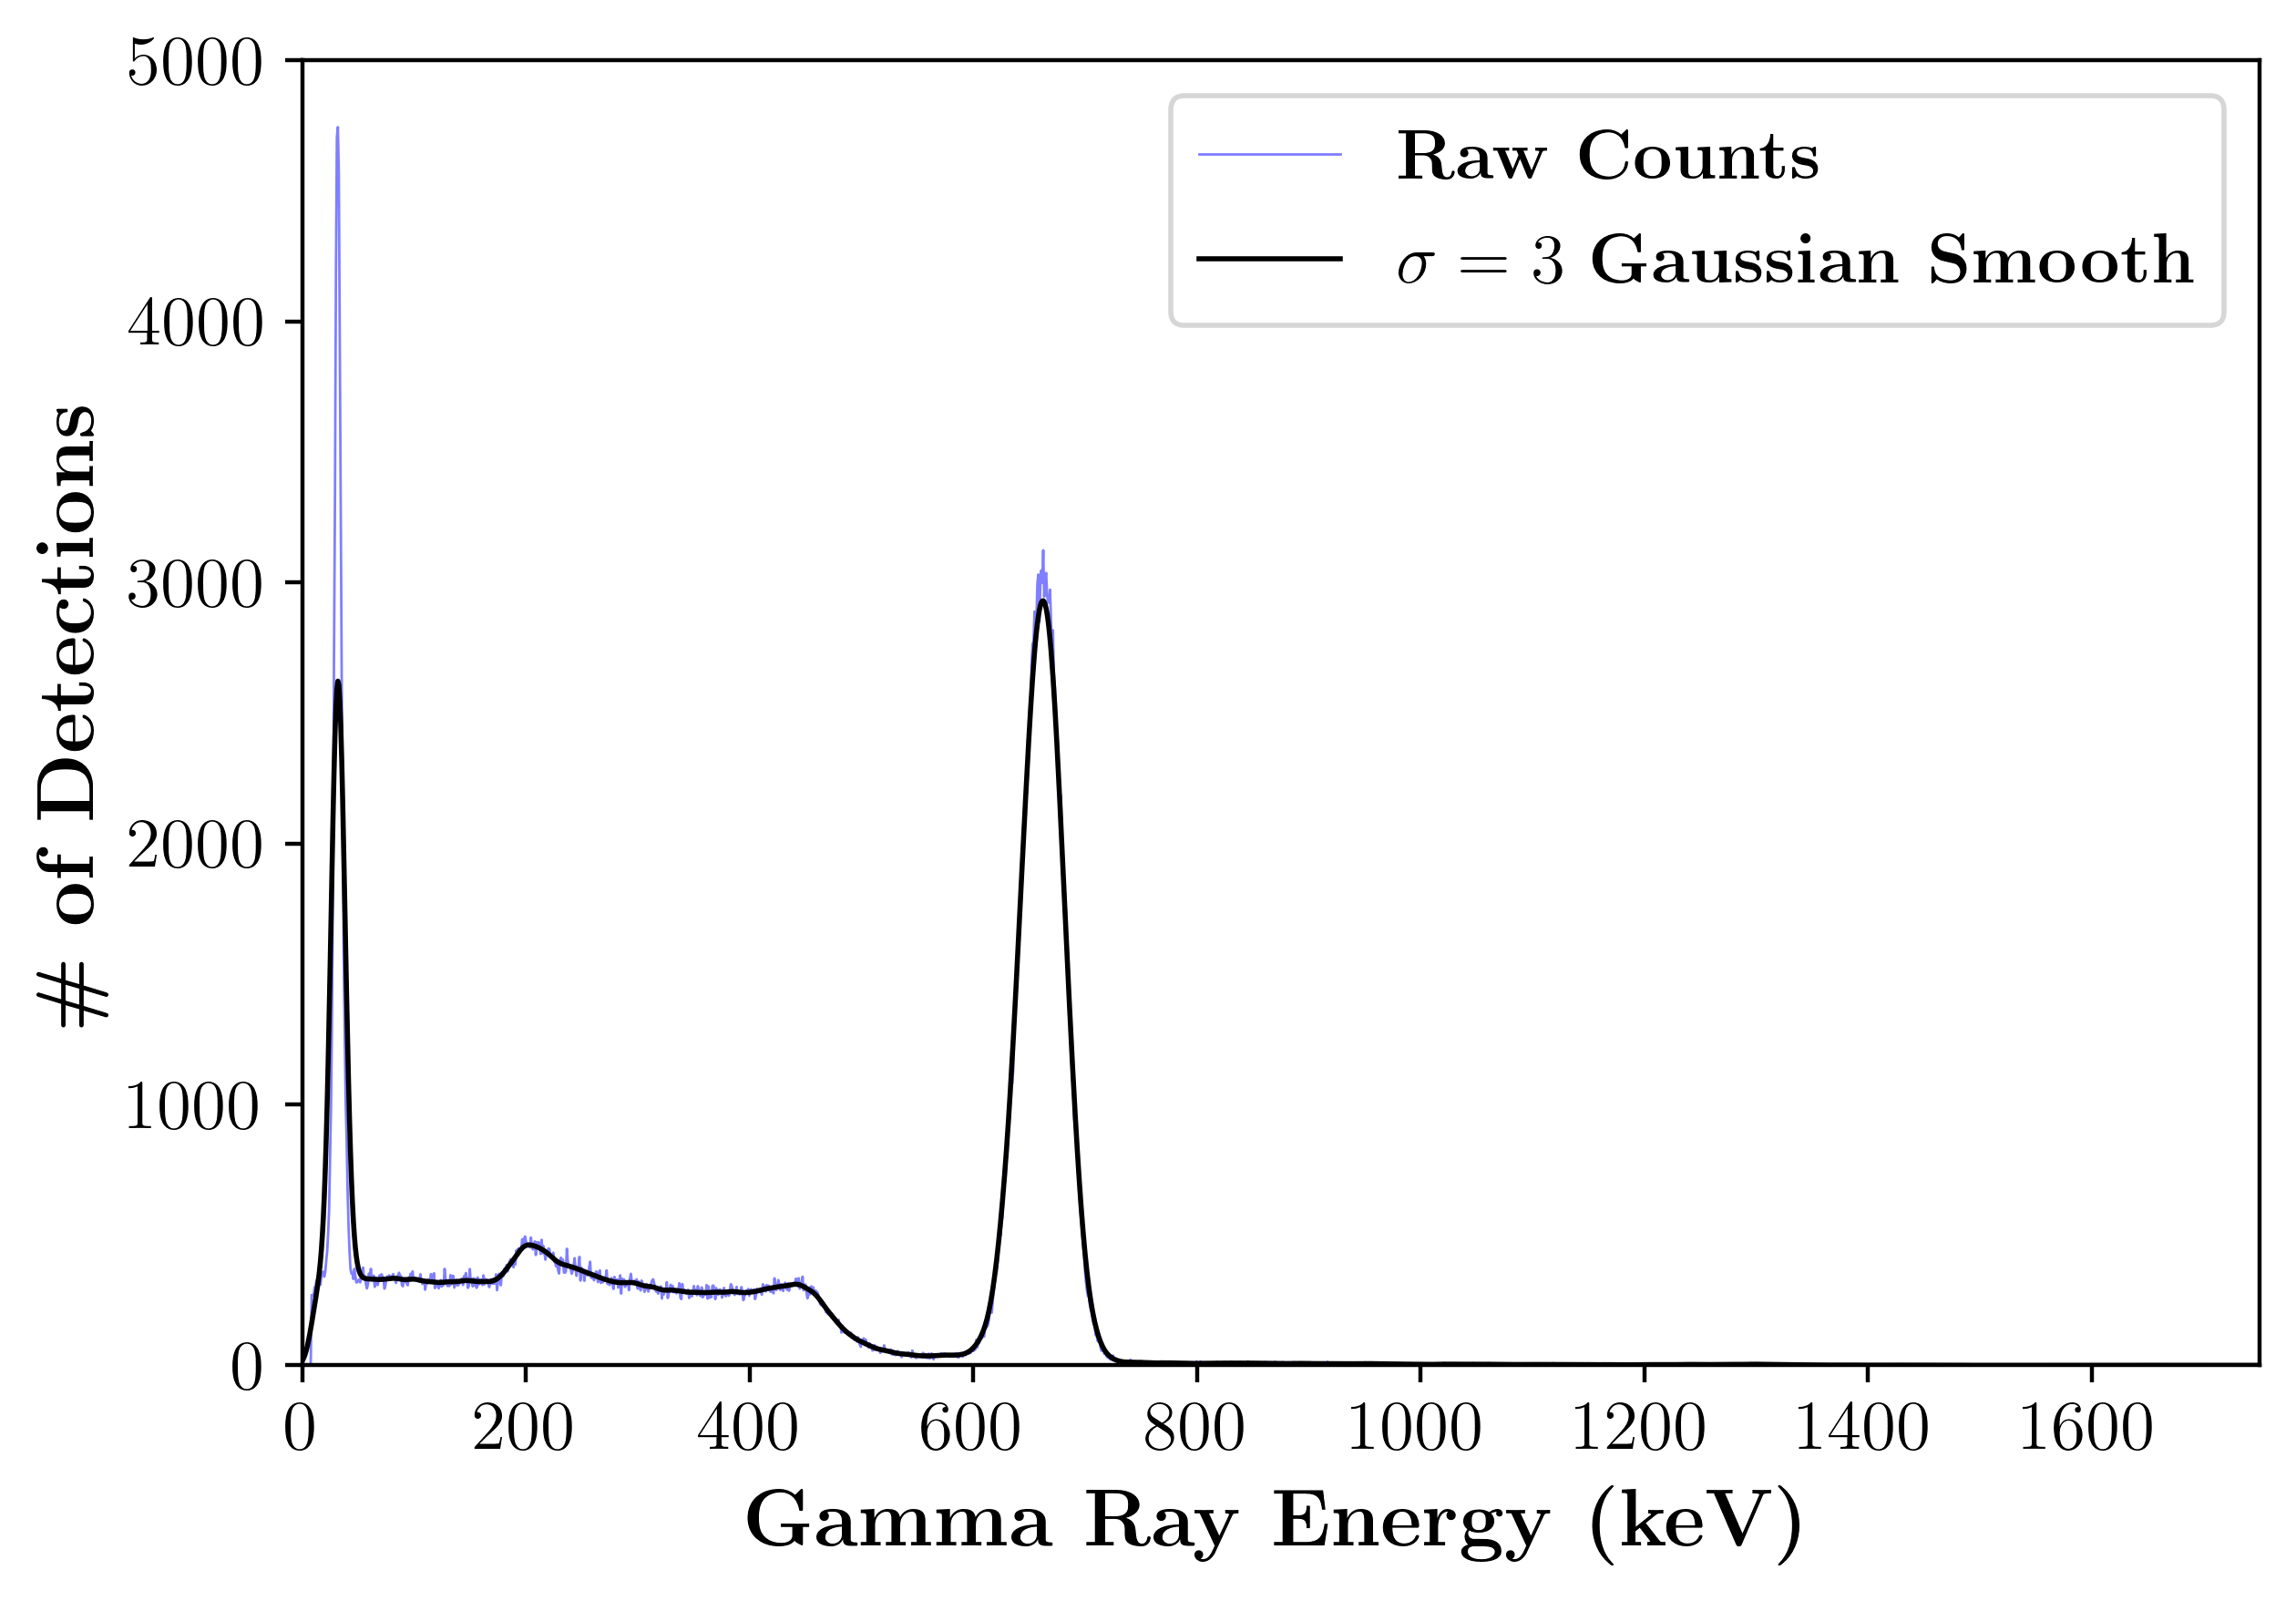 5000
4000
3000
2000
1000
0
# of Detections
Raw Counts
σ = 3 Gaussian Smooth
0 200 400 600 800 1000 1200 1400 1600
Gamma Ray Energy (keV)